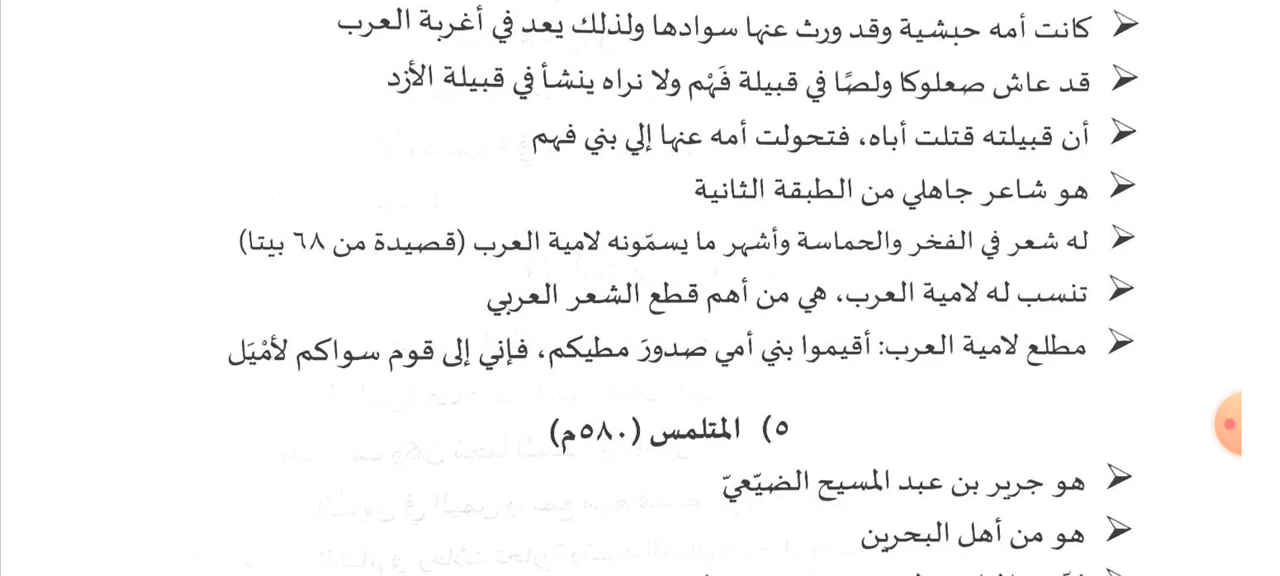 كانت أمه حبشية وقد ورث عنها سوادها ولذلك يعد في أغربة العرب
قد عاش صعلوكا ولصًا في قبيلة فَهْم ولا نراه ينشأ في قبيلة الأزد
أن قبيلته قتلت أباه، فتحولت أمه عنها إلي بني فهم
هو شاعر جاهلي من الطبقة الثانية
له شعر في الفخر والحماسة وأشهر ما يسمّونه لامية العرب (قصيدة من ٦٨ بيتا)
تنسب له لامية العرب، هي من أهم قطع الشعر العربي
مطلع لامية العرب: أقيموا بني أمي صدورَ مطيكم، فإني إلى قوم سواكم لأمْيَل
٥) المتلمس (٥٨٠م)
هو جرير بن عبد المسيح الضيّعيّ
هو من أهل البحرين